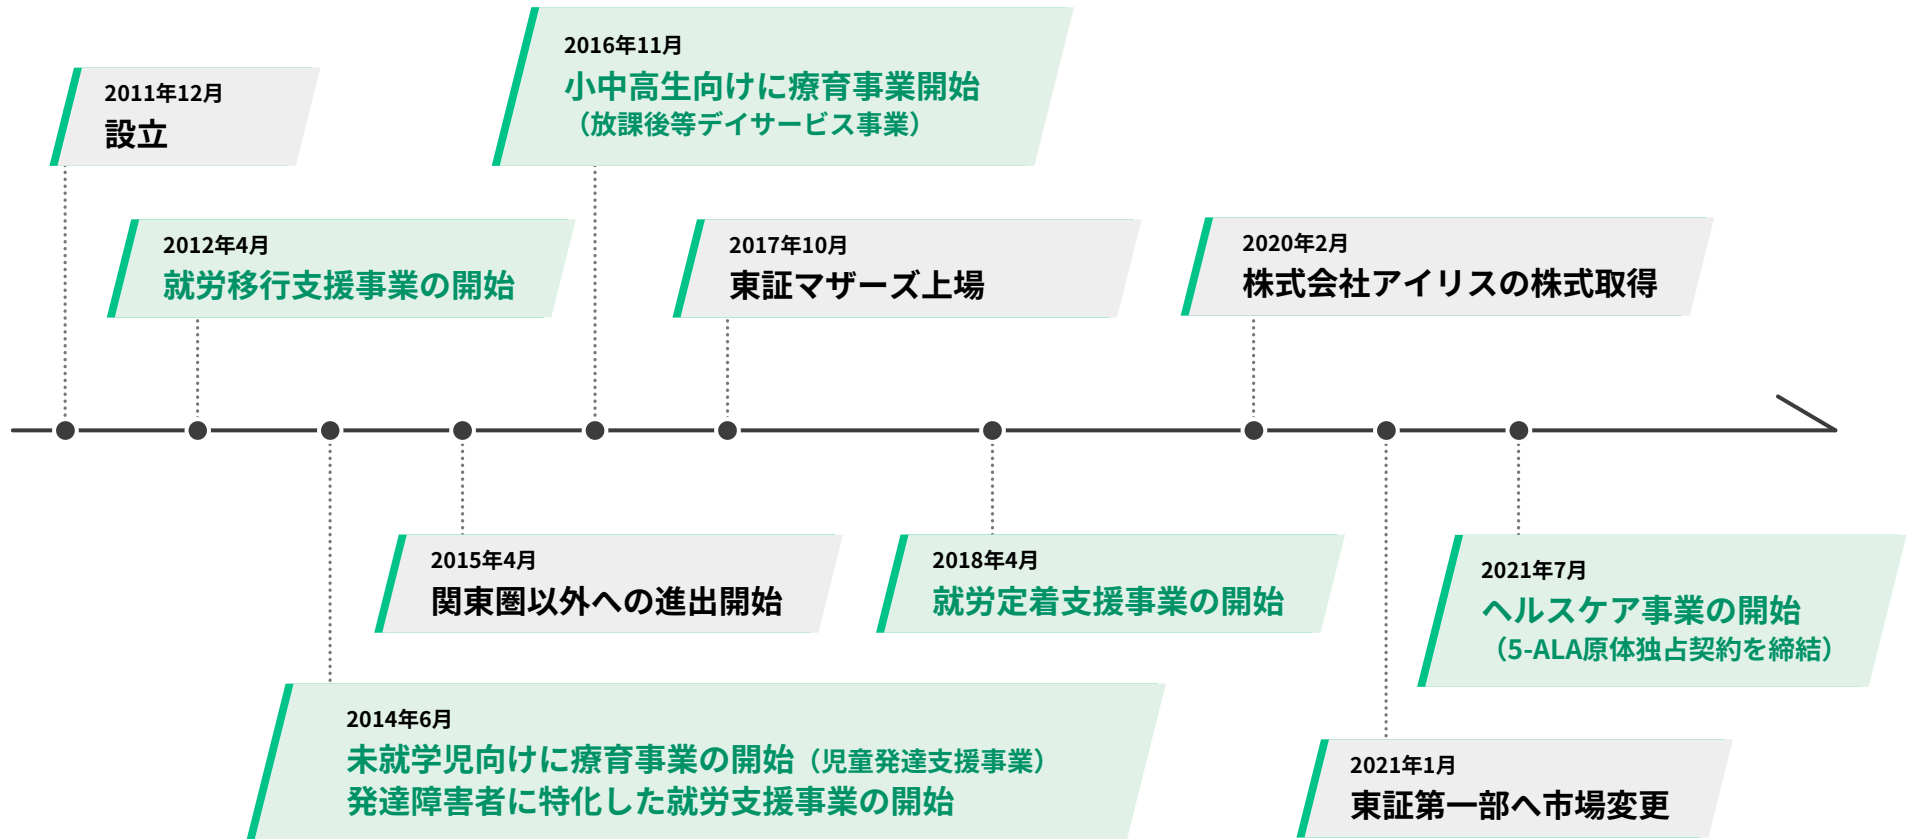 2011年12月
設立
2012年4月
就労移行支援事業の開始
2014年6月
未就学児向けに療育事業の開始（児童発達支援事業）
発達障害者に特化した就労支援事業の開始
2015年4月
関東圏以外への進出開始
2016年11月
小中高生向けに療育事業開始
（放課後等デイサービス事業）
2017年10月
東証マザーズ上場
2018年4月
就労定着支援事業の開始
2020年2月
株式会社アイリスの株式取得
2021年1月
東証第一部へ市場変更
2021年7月
ヘルスケア事業の開始
（5-ALA原体独占契約を締結）